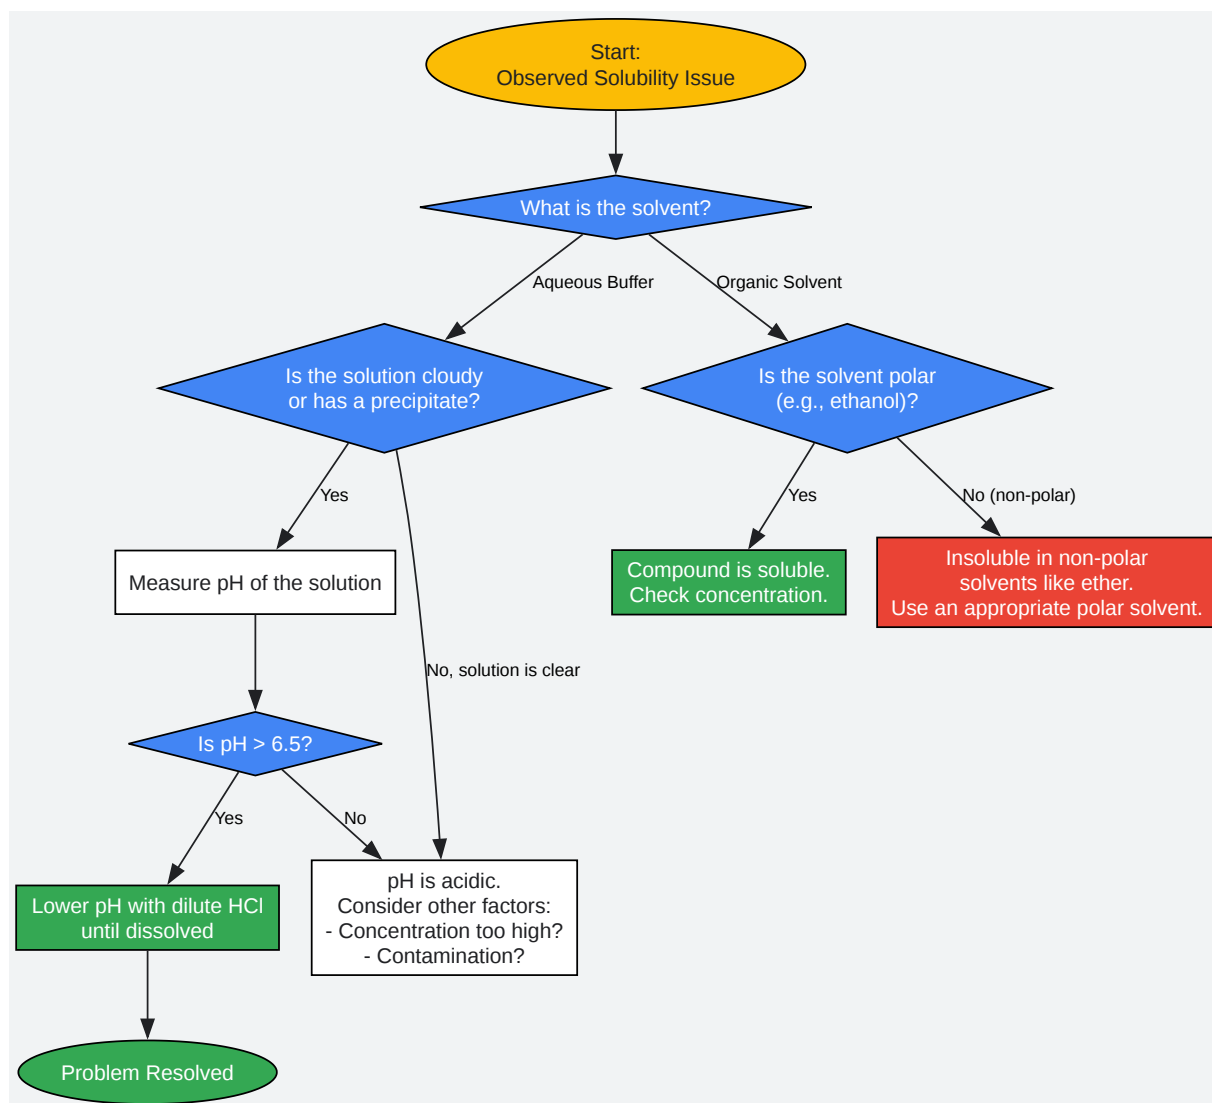 Start:
Observed Solubility Issue
What is the solvent?
Aqueous Buffer
Organic Solvent
Is the solution cloudy
or has a precipitate?
Is the solvent polar
(e.g., ethanol)?
Yes
No, solution is clear
Yes
No (non-polar)
Measure pH of the solution
Compound is soluble.
Check concentration.
Insoluble in non-polar
solvents like ether.
Use an appropriate polar solvent.
Is pH > 6.5?
Yes
No
Lower pH with dilute HCl
until dissolved
pH is acidic.
Consider other factors:
- Concentration too high?
- Contamination?
Problem Resolved